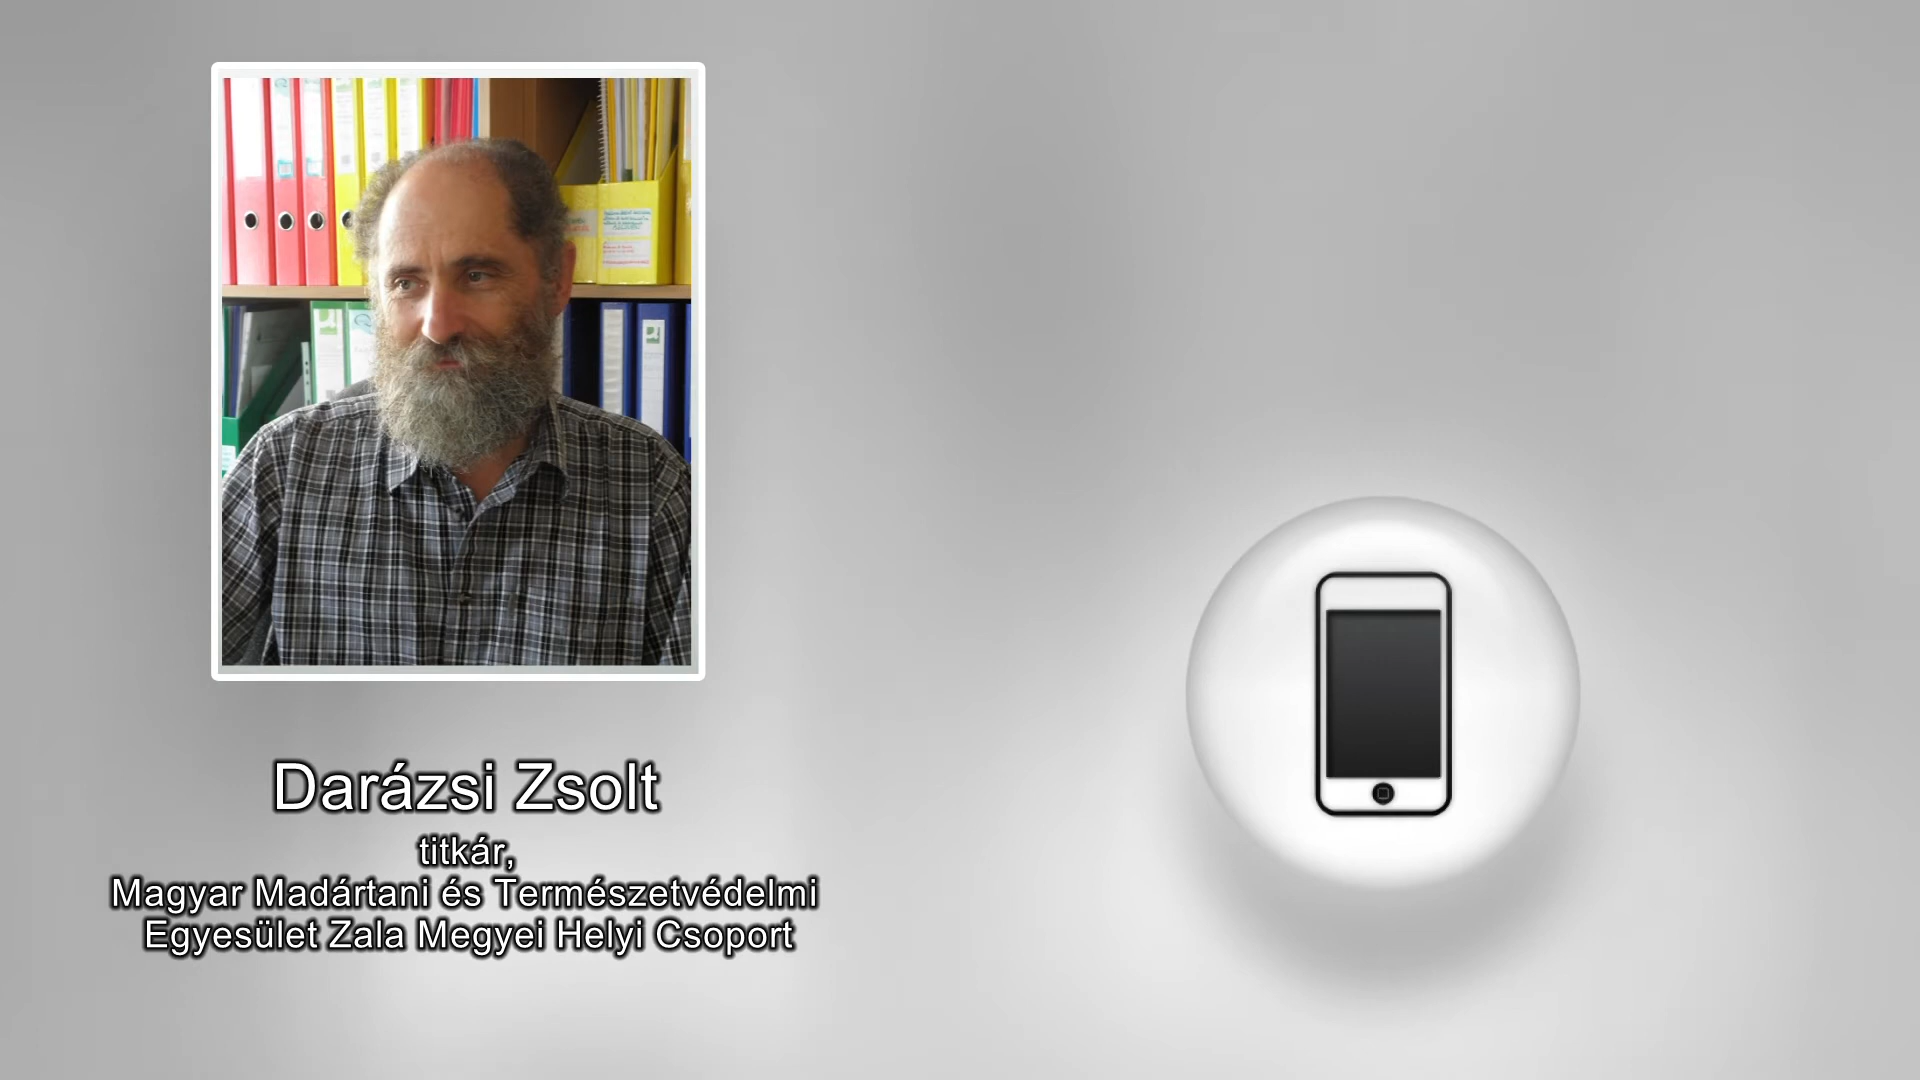 Darázsi Zsolt
titkár,
Magyar Madártani és Természetvédelmi
Egyesület Zala Megyei Helyi Csoport